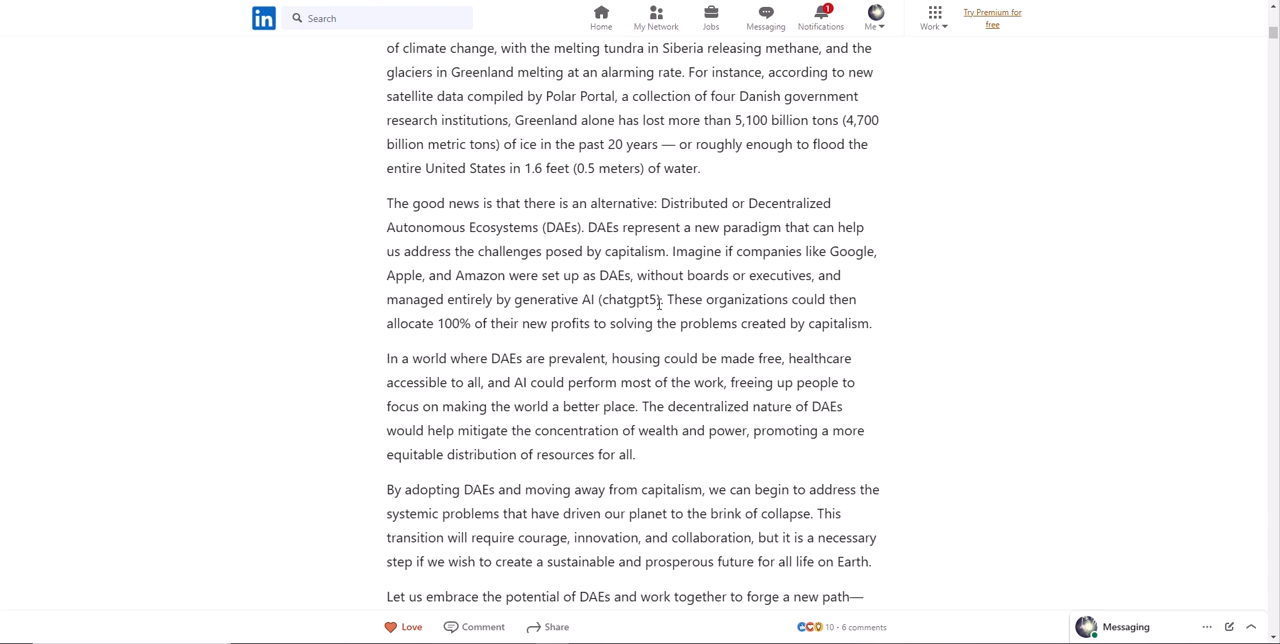 in
Search
Home
My Network
Jobs
Messaging
1
Notifications
Me
Work
Try Premium for
free
of climate change, with the melting tundra in Siberia releasing methane, and the
glaciers in Greenland melting at an alarming rate. For instance, according to new
satellite data compiled by Polar Portal, a collection of four Danish government
research institutions, Greenland alone has lost more than 5,100 billion tons (4,700
billion metric tons) of ice in the past 20 years — or roughly enough to flood the
entire United States in 1.6 feet (0.5 meters) of water.
The good news is that there is an alternative: Distributed or Decentralized
Autonomous Ecosystems (DAEs). DAEs represent a new paradigm that can help
us address the challenges posed by capitalism. Imagine if companies like Google,
Apple, and Amazon were set up as DAEs, without boards or executives, and
managed entirely by generative AI (chatgpt5). These organizations could then
allocate 100% of their new profits to solving the problems created by capitalism.
In a world where DAEs are prevalent, housing could be made free, healthcare
accessible to all, and AI could perform most of the work, freeing up people to
focus on making the world a better place. The decentralized nature of DAEs
would help mitigate the concentration of wealth and power, promoting a more
equitable distribution of resources for all.
By adopting DAEs and moving away from capitalism, we can begin to address the
systemic problems that have driven our planet to the brink of collapse. This
transition will require courage, innovation, and collaboration, but it is a necessary
step if we wish to create a sustainable and prosperous future for all life on Earth.
Let us embrace the potential of DAEs and work together to forge a new path—
Love
Comment
Share
10 · 6 comments
Messaging